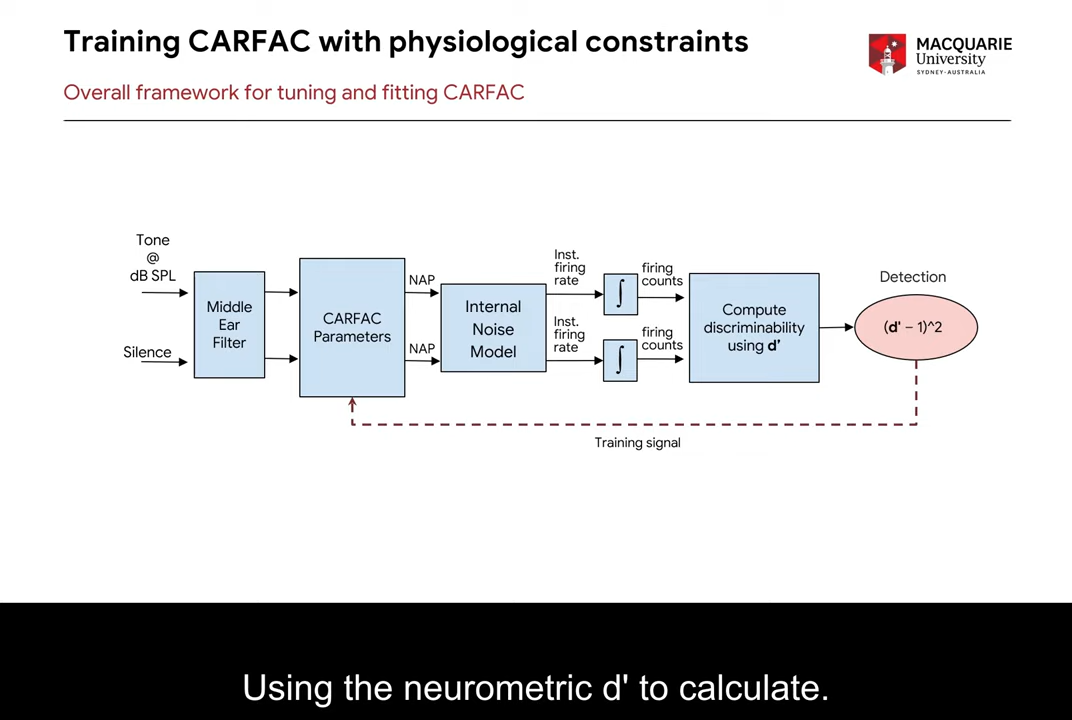 Training CARFAC with physiological constraints
MACQUARIE
University
SYDNEY-AUSTRALIA
Overall framework for tuning and fitting CARFAC
Tone
@
dB SPL
Silence
Middle
Ear
Filter
CARFAC
Parameters
NAP
NAP
Internal
Noise
Model
Inst.
firing
rate
Inst.
firing
rate
∫
∫
firing
counts
firing
counts
Compute
discriminability
using d'
Detection
(d' – 1)^2
Training signal
Using the neurometric d' to calculate.